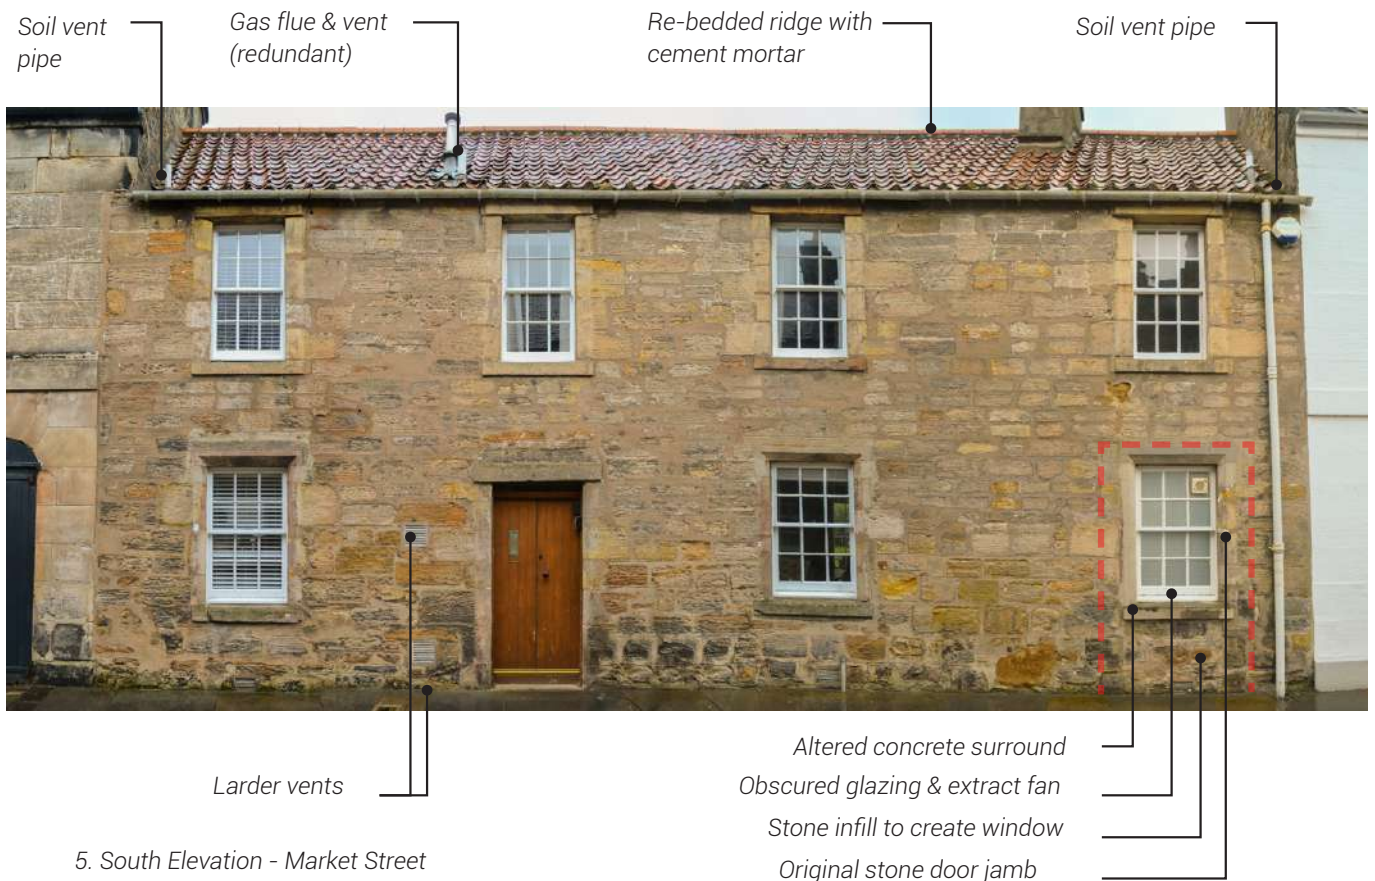 Soil vent
pipe
Gas flue & vent
(redundant)
Re-bedded ridge with
cement mortar
Soil vent pipe
Altered concrete surround
Larder vents
Obscured glazing & extract fan
Stone infill to create window
5. South Elevation - Market Street
Original stone door jamb